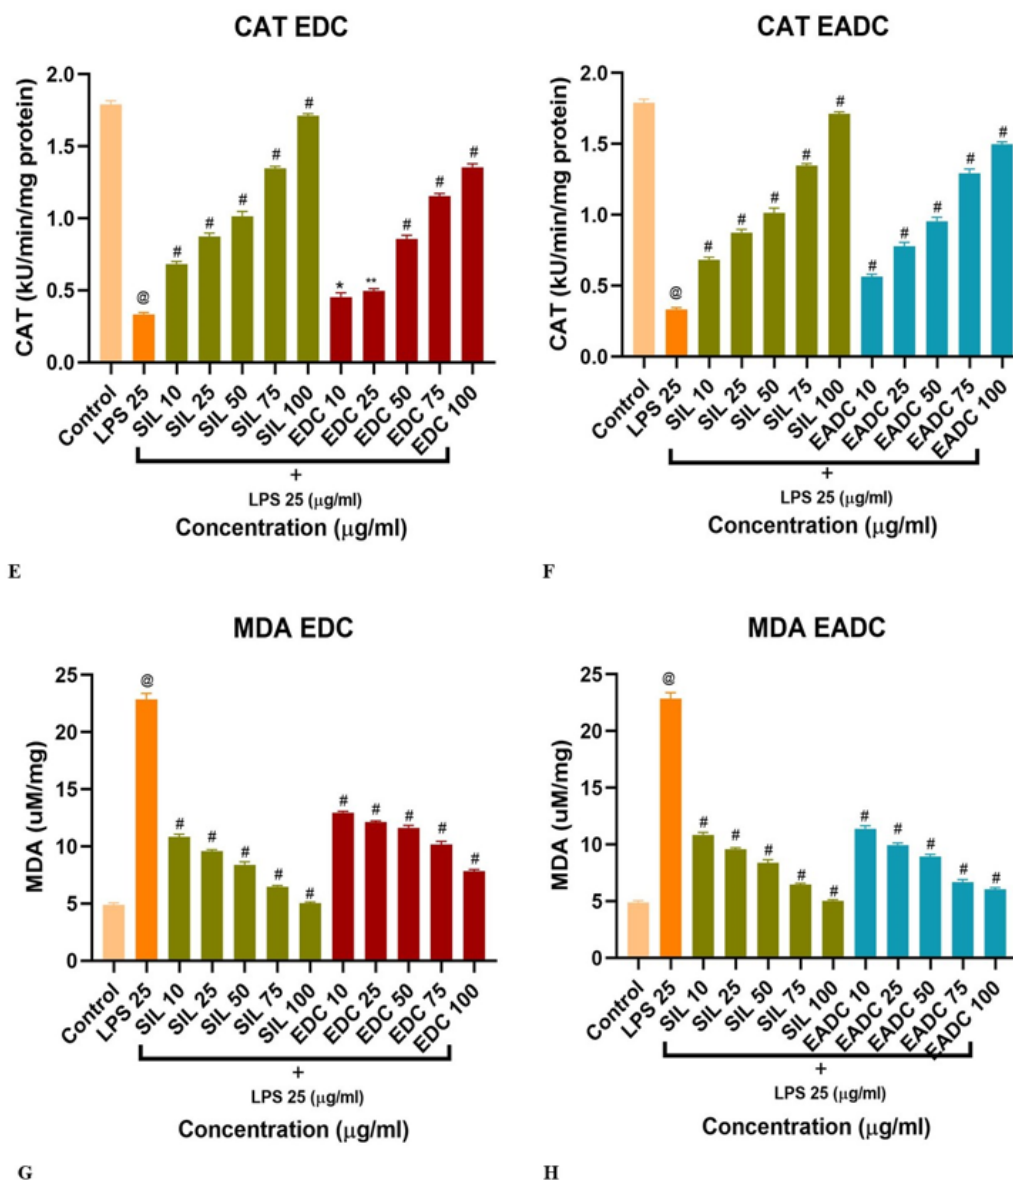 CAT EDC
CAT (kU/min/mg protein)
2.0
1.5
1.0
0.5
0.0
@
#
#
#
#
#
*
**
#
#
#
Control
LPS 25
SIL 10
SIL 25
SIL 50
SIL 75
SIL 100
EDC 10
EDC 25
EDC 50
EDC 75
EDC 100
+
LPS 25 (μg/ml)
Concentration (μg/ml)
E
CAT EADC
CAT (kU/min/mg protein)
2.0
1.5
1.0
0.5
0.0
@
#
#
#
#
#
#
#
#
#
#
Control
LPS 25
SIL 10
SIL 25
SIL 50
SIL 75
SIL 100
EADC 10
EADC 25
EADC 50
EADC 75
EADC 100
+
LPS 25 (μg/ml)
Concentration (μg/ml)
F
MDA EDC
MDA (uM/mg)
25
20
15
10
5
0
@
#
#
#
#
#
#
#
#
#
#
Control
LPS 25
SIL 10
SIL 25
SIL 50
SIL 75
SIL 100
EDC 10
EDC 25
EDC 50
EDC 75
EDC 100
+
LPS 25 (μg/ml)
Concentration (μg/ml)
G
MDA EADC
MDA (uM/mg)
25
20
15
10
5
0
@
#
#
#
#
#
#
#
#
#
#
Control
LPS 25
SIL 10
SIL 25
SIL 50
SIL 75
SIL 100
EADC 10
EADC 25
EADC 50
EADC 75
EADC 100
+
LPS 25 (μg/ml)
Concentration (μg/ml)
H